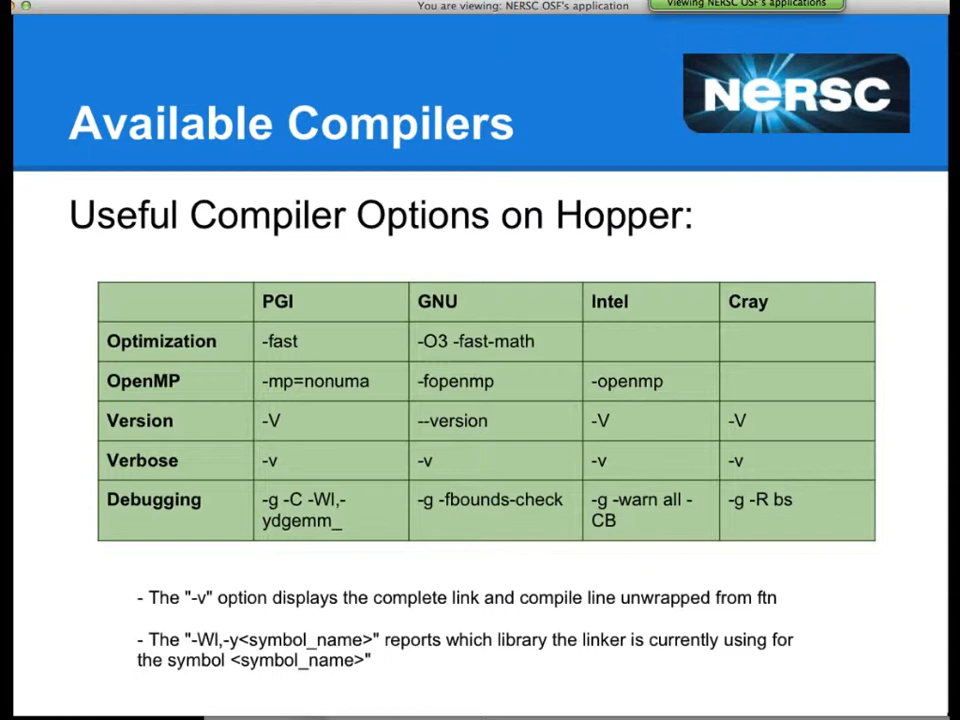 You are viewing: NERSC OSF's application
Viewing NERSC OSF's applications
NERSC
Available Compilers
Useful Compiler Options on Hopper:
PGI GNU Intel Cray
Optimization -fast -O3 -fast-math
OpenMP -mp=nonuma -fopenmp -openmp
Version -V --version -V -V
Verbose -v -v -v -v
Debugging -g -C -Wl,- -g -fbounds-check -g -warn all - -g -R bs
ydgemm_ CB
- The "-v" option displays the complete link and compile line unwrapped from ftn
- The "-Wl,-y<symbol_name>" reports which library the linker is currently using for
the symbol <symbol_name>"